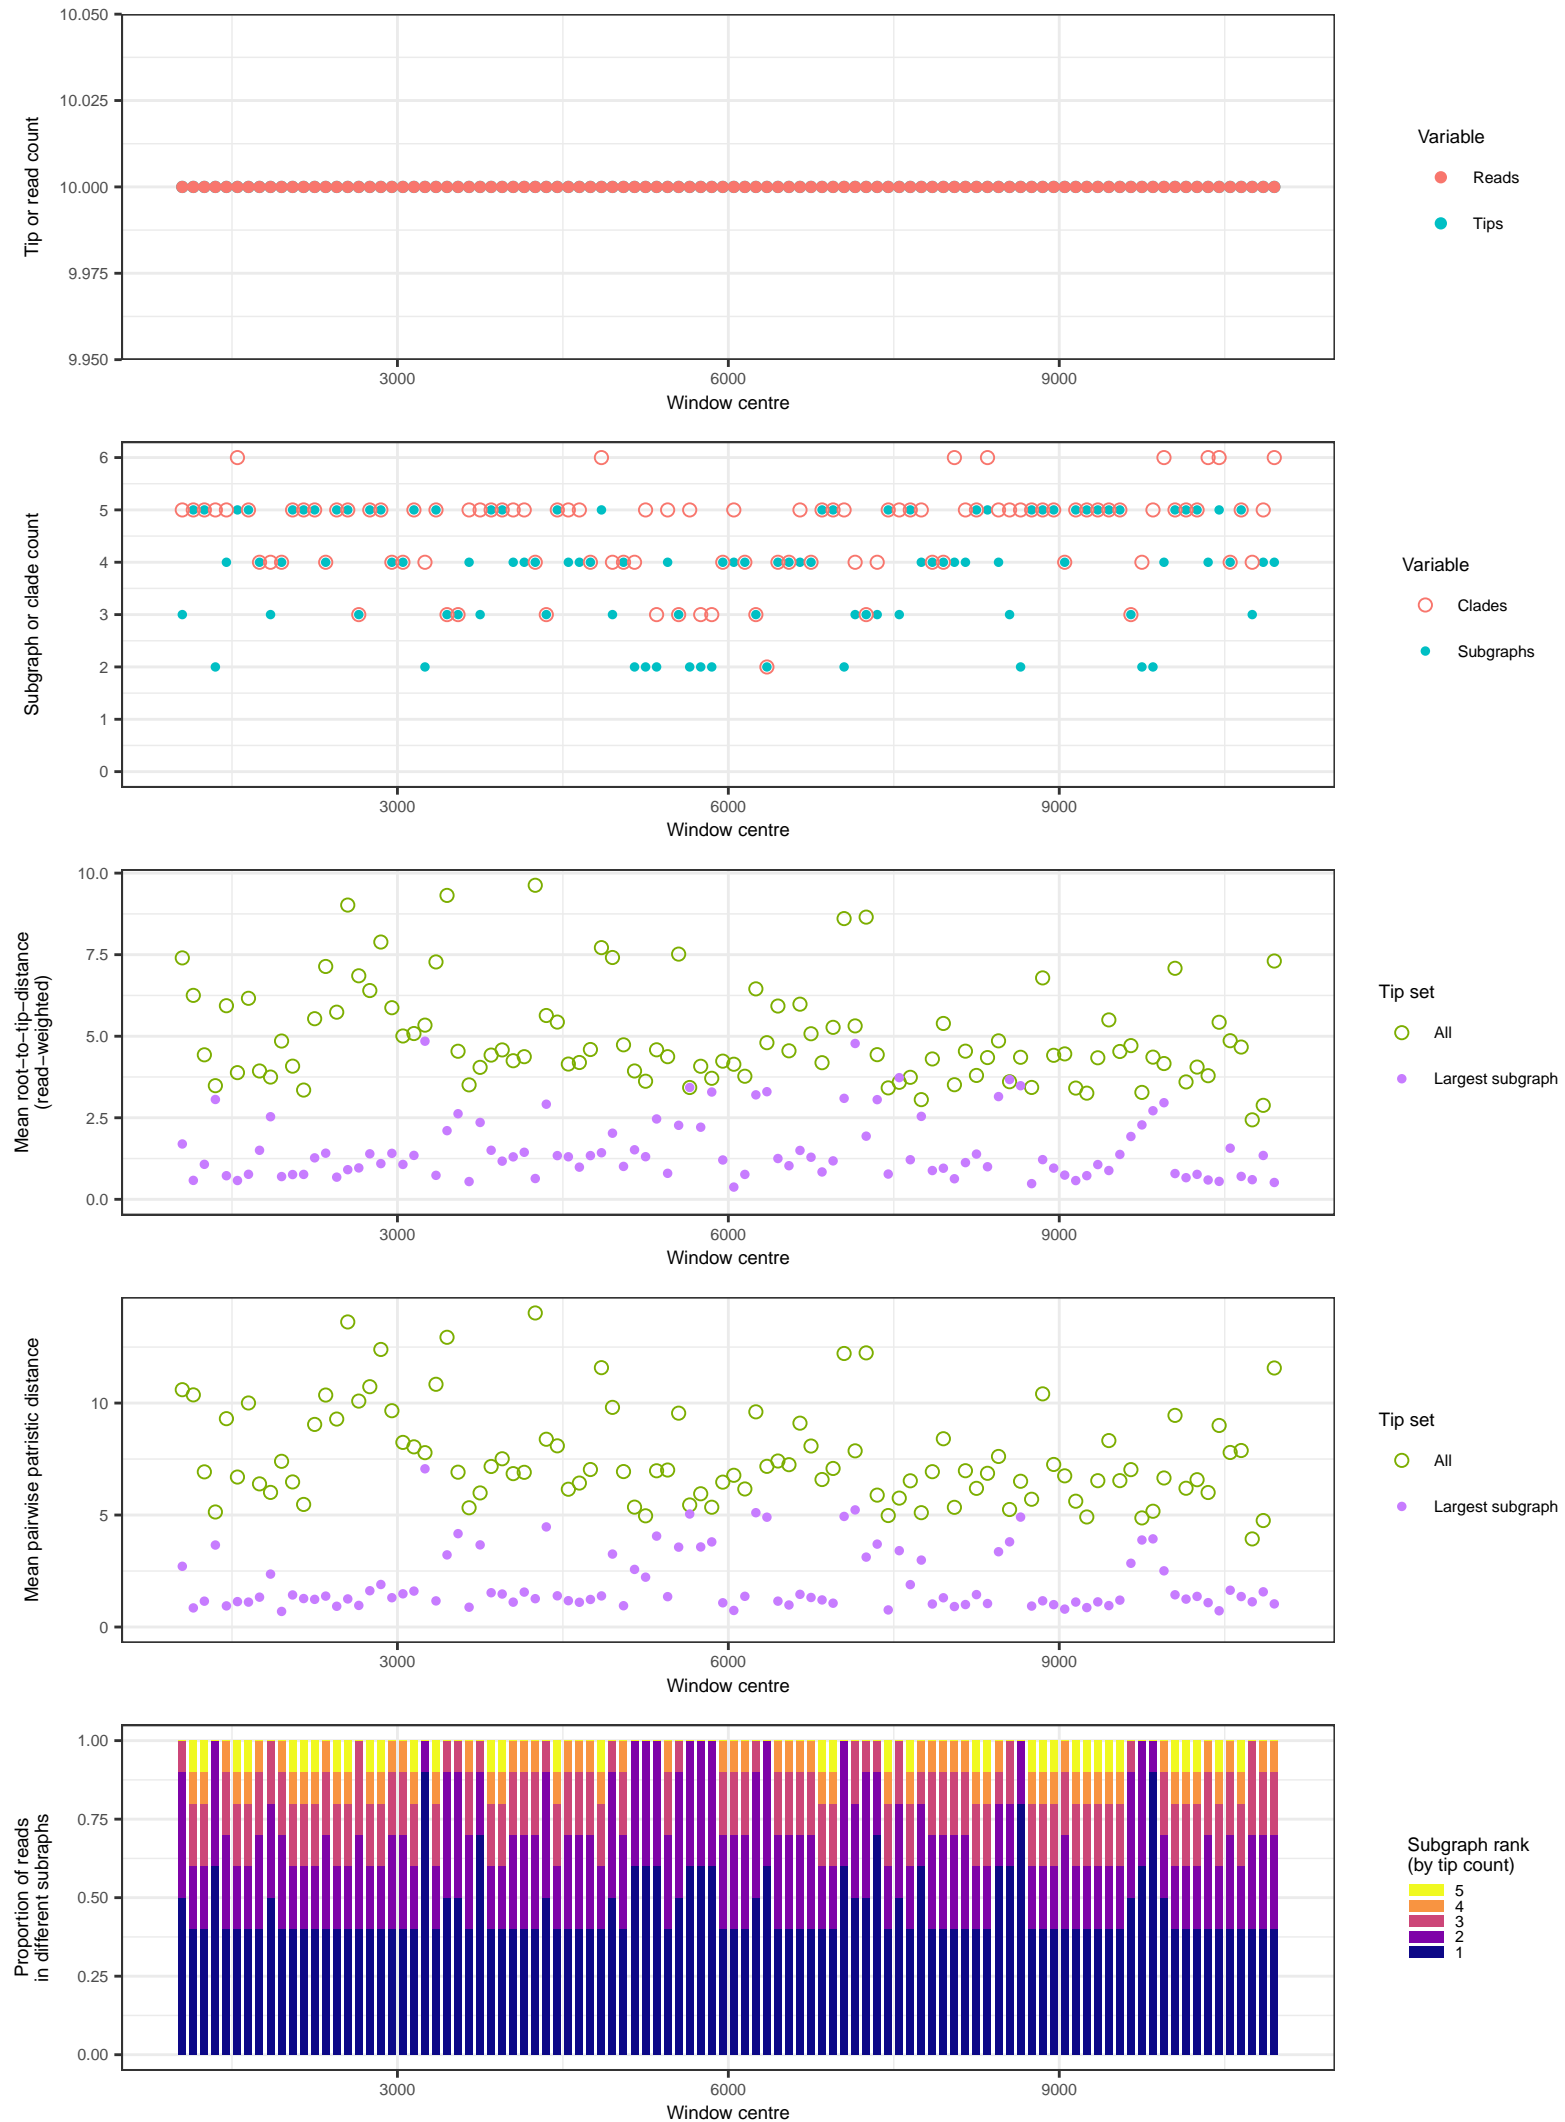 10.050
10.025
10.000
9.975
9.950
Tip or read count
3000 6000 9000
Window centre
Variable
Reads
Tips
6
5
4
3
2
1
0
Subgraph or clade count
3000 6000 9000
Window centre
Variable
Clades
Subgraphs
10.0
7.5
5.0
2.5
0.0
Mean root−to−tip−distance
(read−weighted)
3000 6000 9000
Window centre
Tip set
All
Largest subgraph
10
5
0
Mean pairwise patristic distance
3000 6000 9000
Window centre
Tip set
All
Largest subgraph
1.00
0.75
0.50
0.25
0.00
Proportion of reads
in different subraphs
3000 6000 9000
Window centre
Subgraph rank
(by tip count)
5
4
3
2
1